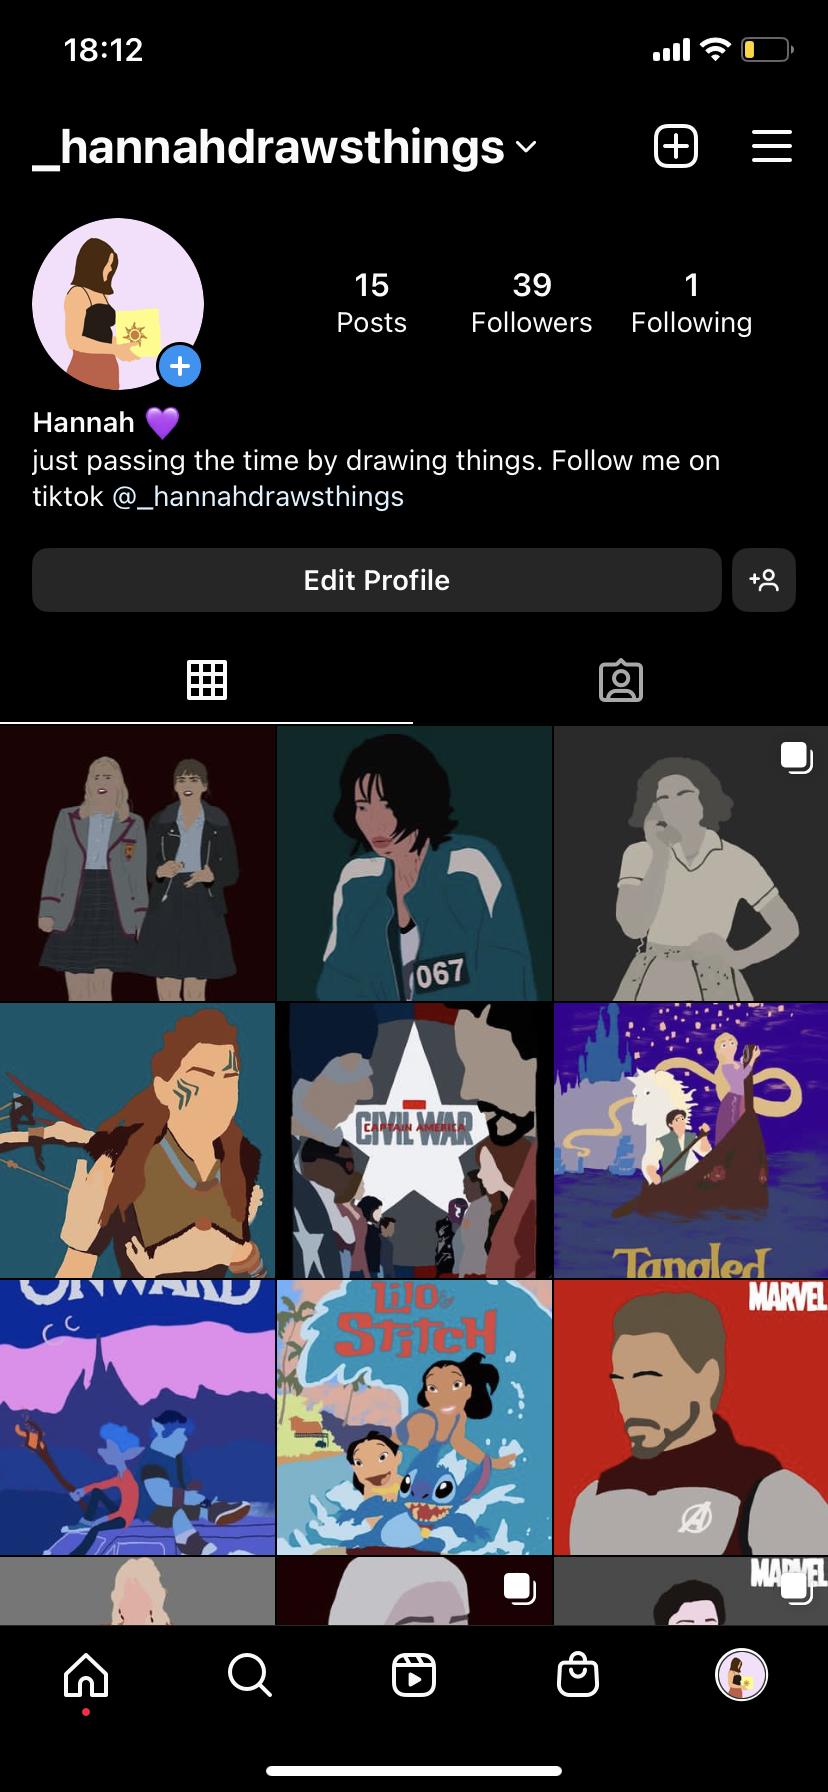 18:12
_hannahdrawsthings
15 39 1
Posts Followers Following
Hannah 💜
just passing the time by drawing things. Follow me on
tiktok @_hannahdrawsthings
Edit Profile
067
CAPTAIN AMERICA
CIVIL WAR
Tangled
ONWARD
Lilo &
Stitch
MARVEL
A
MARVEL